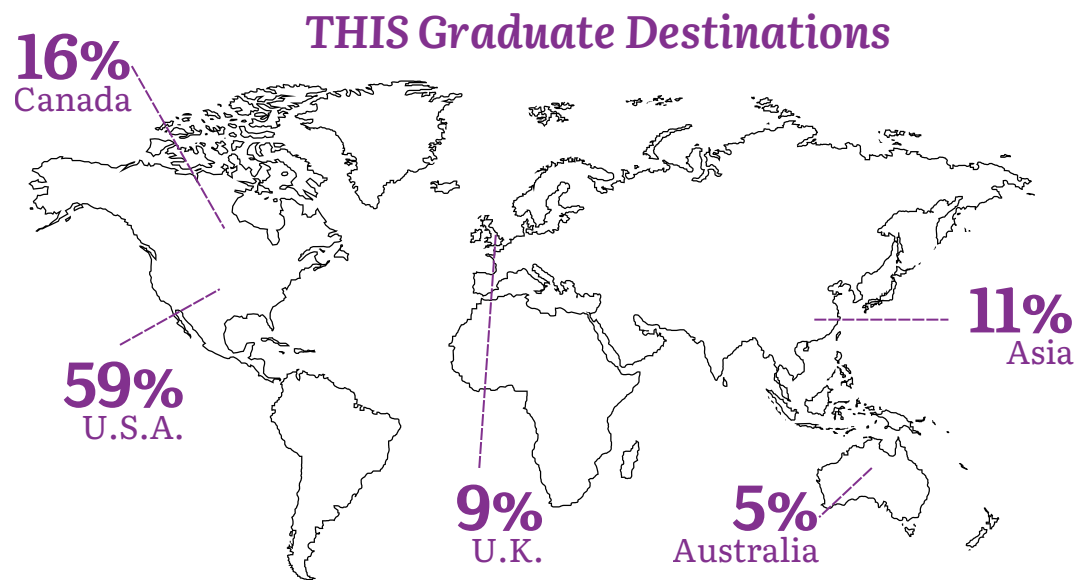 THIS Graduate Destinations
16%
Canada
59%
U.S.A.
9%
U.K.
5%
Australia
11%
Asia